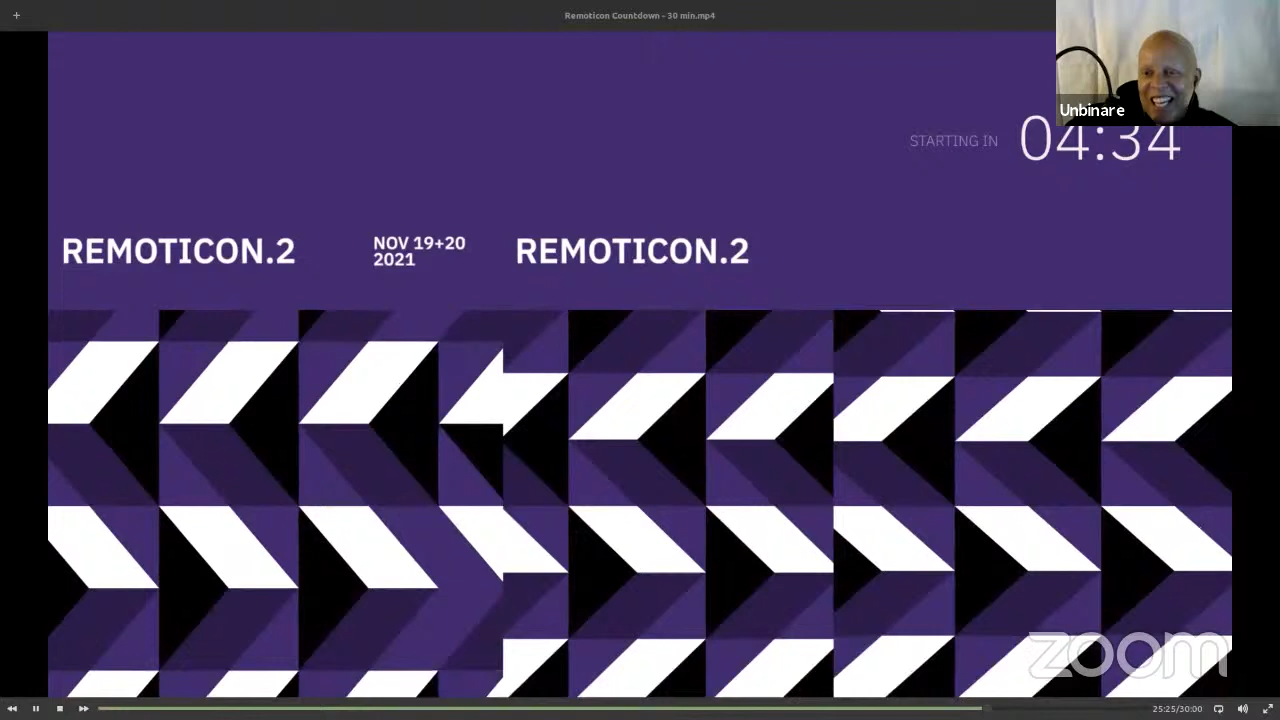 Remoticon Countdown - 30 min.mp4
Unbinare
STARTING IN 04:34
REMOTICON.2
NOV 19+20
2021
REMOTICON.2
zoom
25:25/30:00